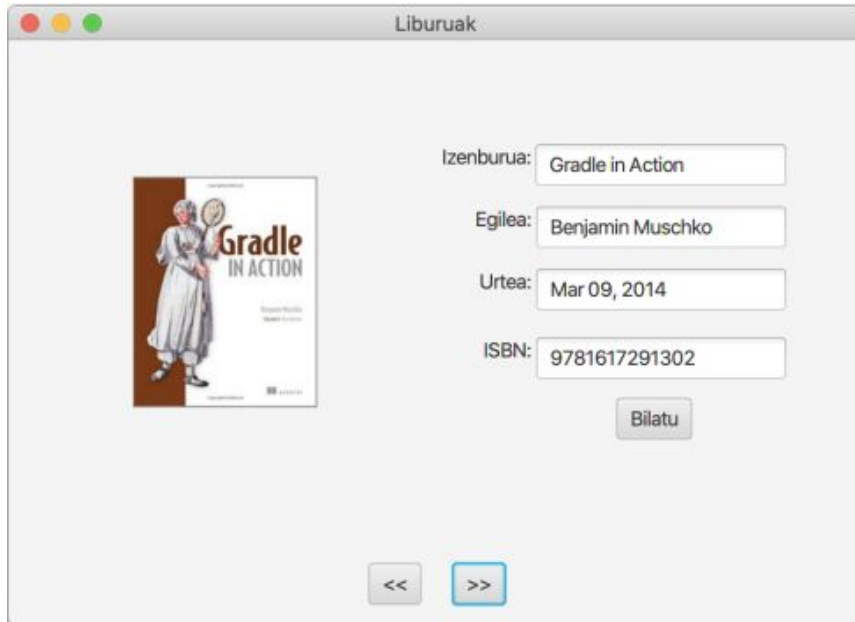 Liburuak
Izenburua: Gradle in Action
Egilea: Benjamin Muschko
Urtea: Mar 09, 2014
ISBN: 9781617291302
Bilatu
Gradle
IN ACTION
<< >>